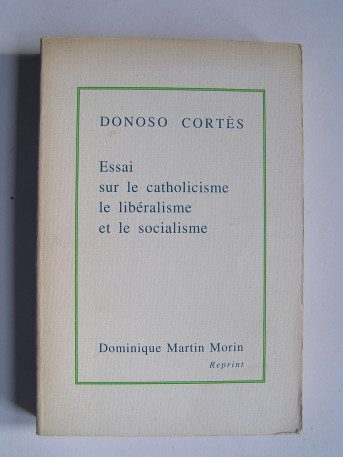 DONOSO CORTÈS
Essai
sur le catholicisme
le libéralisme
et le socialisme
Dominique Martin Morin
Reprint